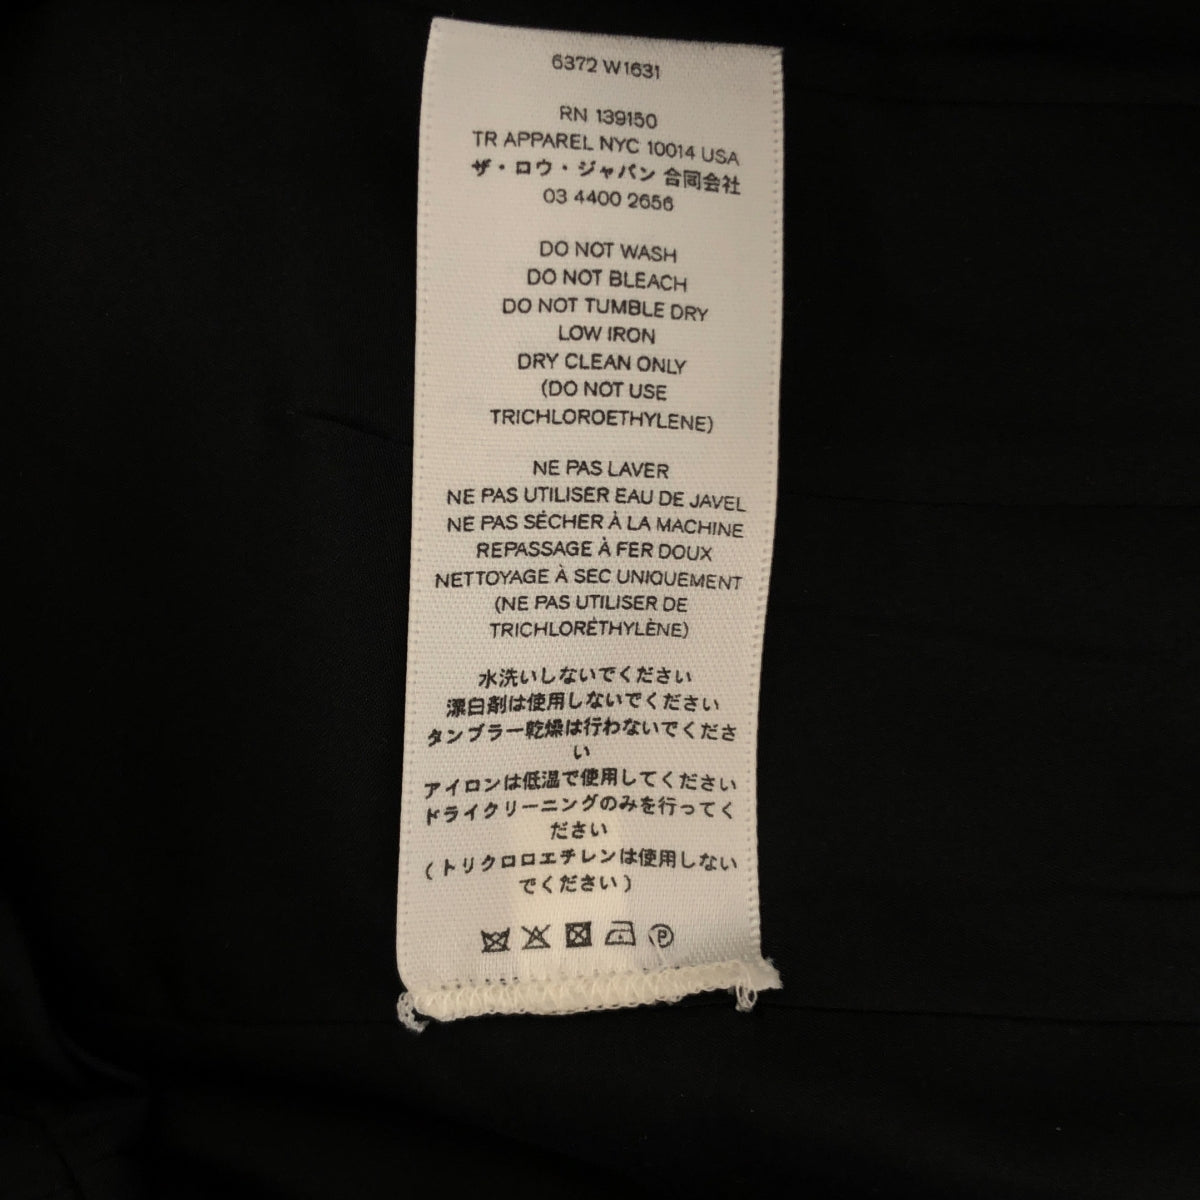 6372 W1631
RN 139150
TR APPAREL NYC 10014 USA
ザ・ロウ・ジャパン 合同会社
03 4400 2656
DO NOT WASH
DO NOT BLEACH
DO NOT TUMBLE DRY
LOW IRON
DRY CLEAN ONLY
(DO NOT USE
TRICHLOROETHYLENE)
NE PAS LAVER
NE PAS UTILISER EAU DE JAVEL
NE PAS SÉCHER À LA MACHINE
REPASSAGE À FER DOUX
NETTOYAGE À SEC UNIQUEMENT
(NE PAS UTILISER DE
TRICHLORÉTHYLÈNE)
水洗いしないでください
漂白剤は使用しないでください
タンブラー乾燥は行わないでくださ
い
アイロンは低温で使用してください
ドライクリーニングのみを行ってく
ださい
(トリクロロエチレンは使用しない
でください)
P